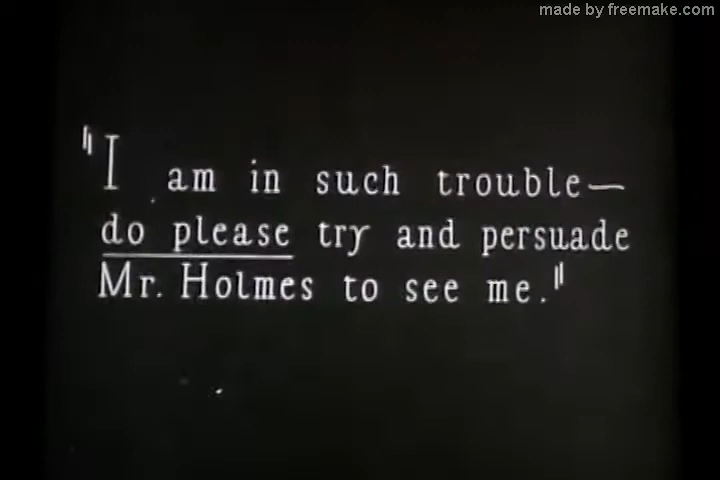 made by freemake.com
"I am in such trouble—
do please try and persuade
Mr. Holmes to see me."